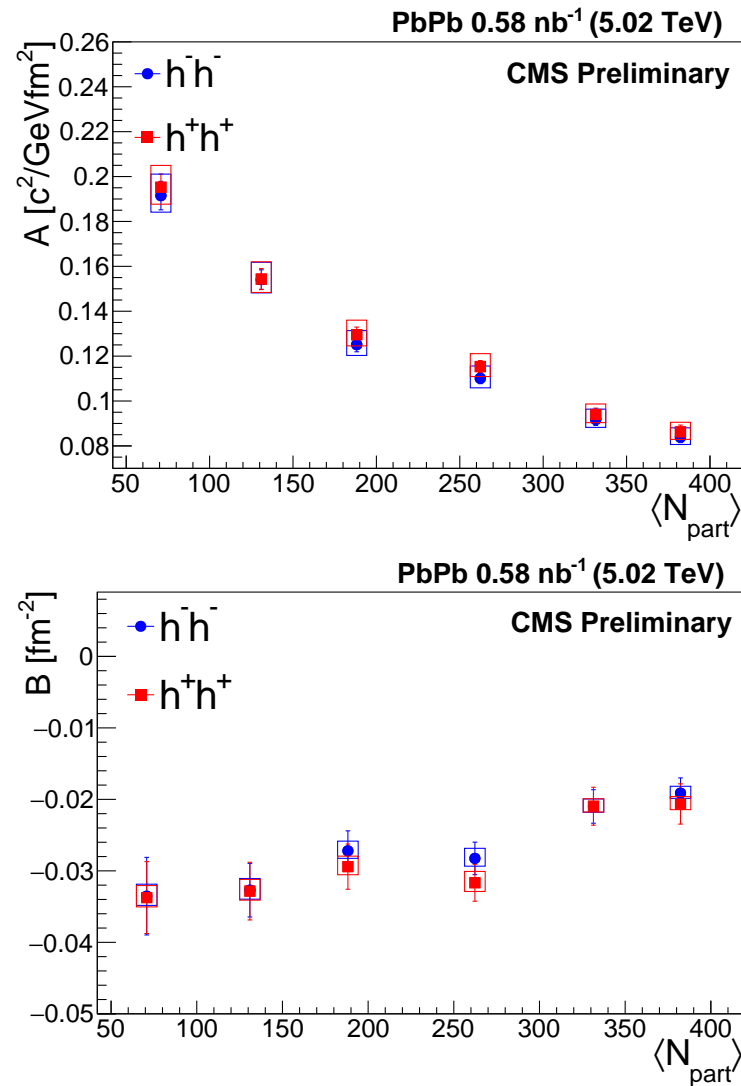 PbPb 0.58 nb⁻¹ (5.02 TeV)
CMS Preliminary
h⁻h⁻
h⁺h⁺
A [c²/GeVfm²]
0.26
0.24
0.22
0.2
0.18
0.16
0.14
0.12
0.1
0.08
50 100 150 200 250 300 350 400
⟨N_part⟩
PbPb 0.58 nb⁻¹ (5.02 TeV)
CMS Preliminary
h⁻h⁻
h⁺h⁺
B [fm⁻²]
0
−0.01
−0.02
−0.03
−0.04
−0.05
50 100 150 200 250 300 350 400
⟨N_part⟩